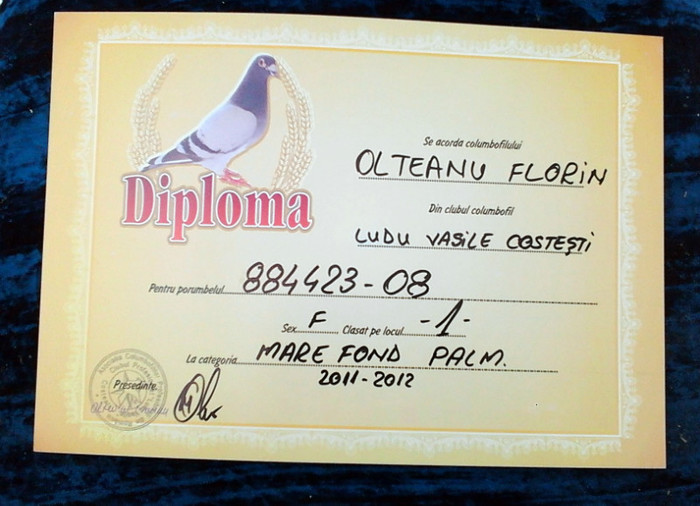 Diploma
Se acorda columbofilului
OLTEANU FLORIN
Din clubul columbofil
LUDU VASILE COSTEȘTI
Pentru porumbelul 884423-08
Sex F Clasat pe locul -1-
La categoria MARE FOND PALM.
2011-2012
Presedinte,